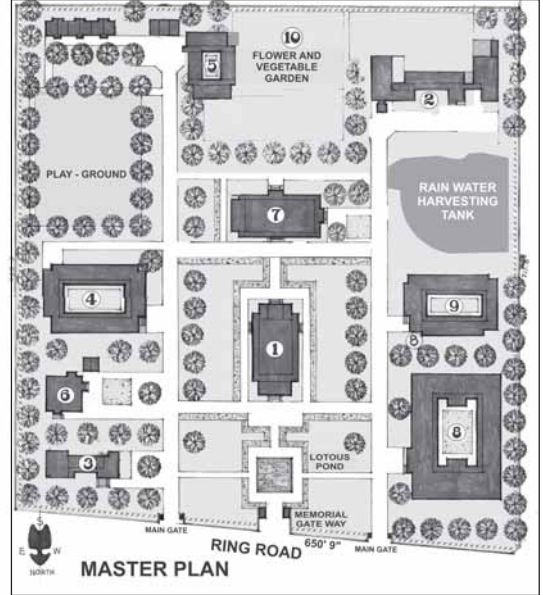 10
FLOWER AND
VEGETABLE
GARDEN
5
2
PLAY - GROUND
RAIN WATER
HARVESTING
TANK
7
4
9
1
8
6
8
3
LOTOUS
POND
MEMORIAL
GATE WAY
MAIN GATE
RING ROAD
650' 9"
MAIN GATE
S
E
W
NORTH
MASTER PLAN